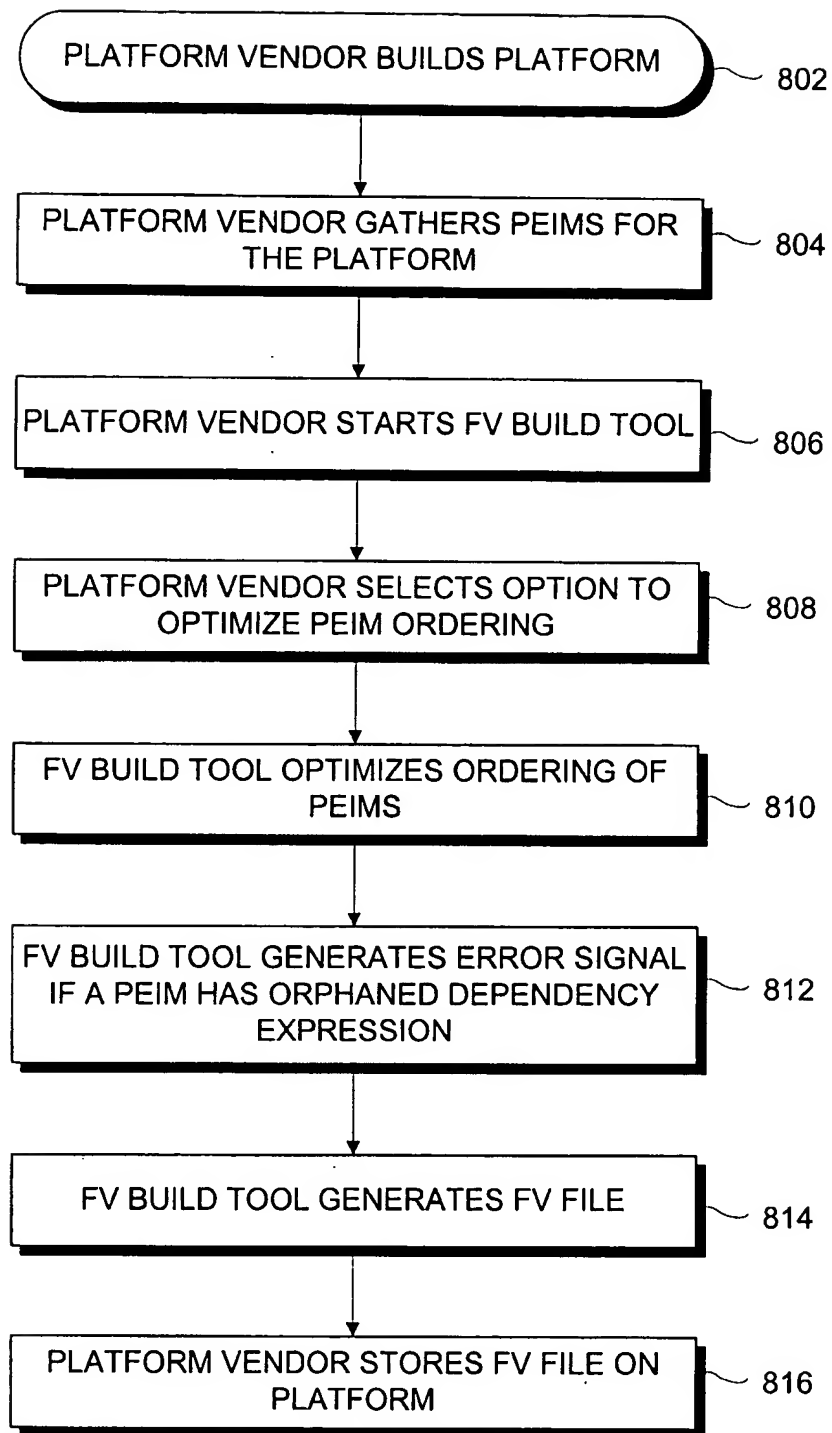 PLATFORM VENDOR BUILDS PLATFORM
802
PLATFORM VENDOR GATHERS PEIMS FOR
THE PLATFORM
804
PLATFORM VENDOR STARTS FV BUILD TOOL
806
PLATFORM VENDOR SELECTS OPTION TO
OPTIMIZE PEIM ORDERING
808
FV BUILD TOOL OPTIMIZES ORDERING OF
PEIMS
810
FV BUILD TOOL GENERATES ERROR SIGNAL
IF A PEIM HAS ORPHANED DEPENDENCY
EXPRESSION
812
FV BUILD TOOL GENERATES FV FILE
814
PLATFORM VENDOR STORES FV FILE ON
PLATFORM
816